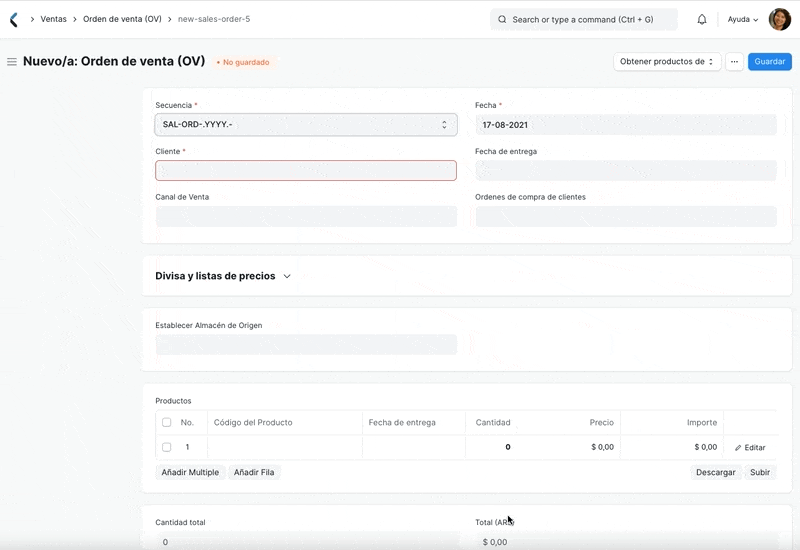 Ventas > Orden de venta (OV) > new-sales-order-5
Search or type a command (Ctrl + G)
Ayuda
Nuevo/a: Orden de venta (OV)
• No guardado
Obtener productos de
...
Guardar
Secuencia *
Fecha *
SAL-ORD-.YYYY.-
17-08-2021
Cliente *
Fecha de entrega
Canal de Venta
Ordenes de compra de clientes
Divisa y listas de precios
Establecer Almacén de Origen
Productos
No. Código del Producto Fecha de entrega Cantidad Precio Importe
1 0 $ 0,00 $ 0,00 Editar
Añadir Multiple Añadir Fila Descargar Subir
Cantidad total
Total (ARS)
0
$ 0,00